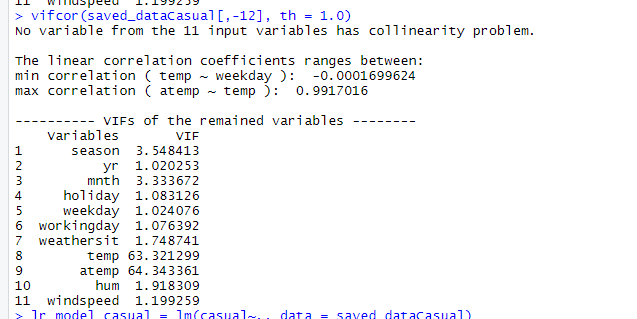 11 windspeed 1.199259
> vifcor(saved_dataCasual[,-12], th = 1.0)
No variable from the 11 input variables has collinearity problem.
The linear correlation coefficients ranges between:
min correlation ( temp ~ weekday ): -0.0001699624
max correlation ( atemp ~ temp ): 0.9917016
---------- VIFs of the remained variables --------
Variables VIF
1 season 3.548413
2 yr 1.020253
3 mnth 3.333672
4 holiday 1.083126
5 weekday 1.024076
6 workingday 1.076392
7 weathersit 1.748741
8 temp 63.321299
9 atemp 64.343361
10 hum 1.918309
11 windspeed 1.199259
> lr_model_casual = lm(casual~., data = saved_dataCasual)